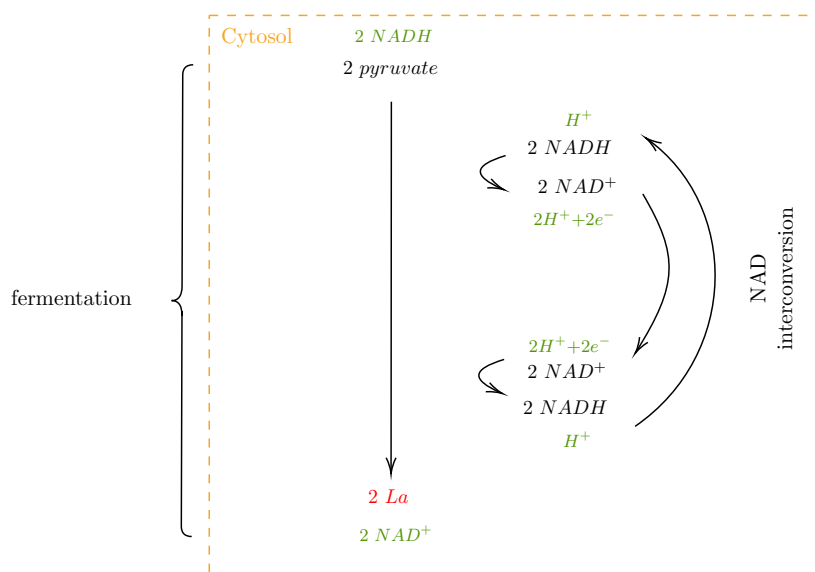 Cytosol
2 NADH
2 pyruvate
H⁺
2 NADH
2 NAD⁺
2H⁺+2e⁻
fermentation
NAD
interconversion
2H⁺+2e⁻
2 NAD⁺
2 NADH
H⁺
2 La
2 NAD⁺